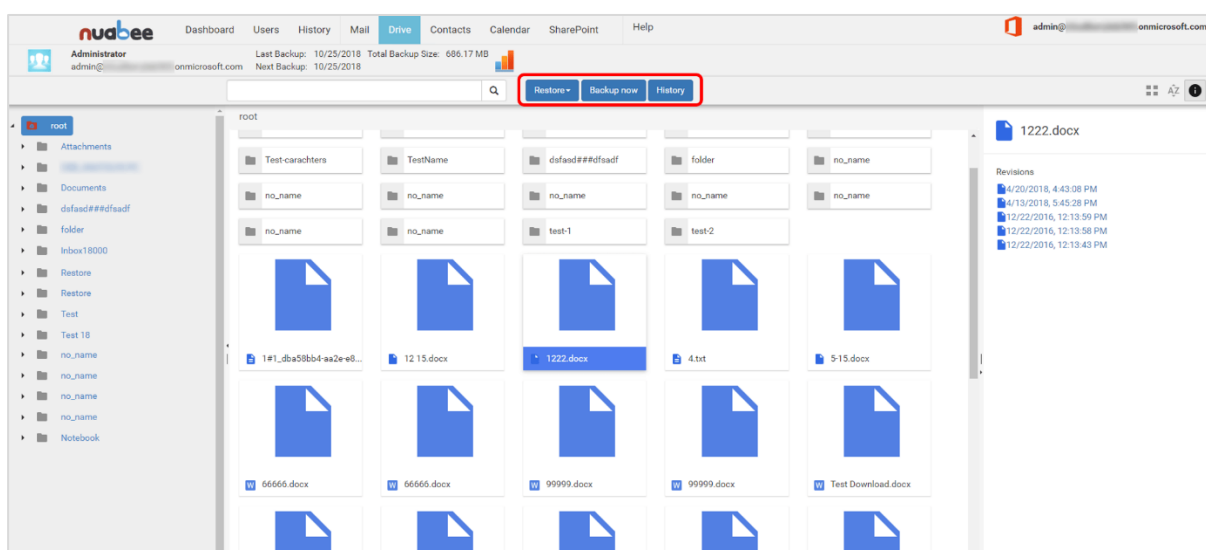 nuabee
Dashboard Users History Mail Drive Contacts Calendar SharePoint Help
admin@ onmicrosoft.com
Administrator
admin@ onmicrosoft.com
Last Backup: 10/25/2018 Total Backup Size: 686.17 MB
Next Backup: 10/25/2018
Restore Backup now History
AZ
root
Attachments
Documents
dsfasd###dfsadf
folder
Inbox18000
Restore
Restore
Test
Test 18
no_name
no_name
no_name
no_name
Notebook
root
Test-carachters TestName dsfasd###dfsadf folder no_name
no_name no_name no_name no_name no_name
no_name no_name test-1 test-2
1#1_dba58bb4-aa2e-e8... 12 15.docx 1222.docx 4.txt 5-15.docx
W 66666.docx W 66666.docx W 99999.docx W 99999.docx W Test Download.docx
1222.docx
Revisions
4/20/2018, 4:43:08 PM
4/13/2018, 5:45:28 PM
12/22/2016, 12:13:59 PM
12/22/2016, 12:13:58 PM
12/22/2016, 12:13:43 PM